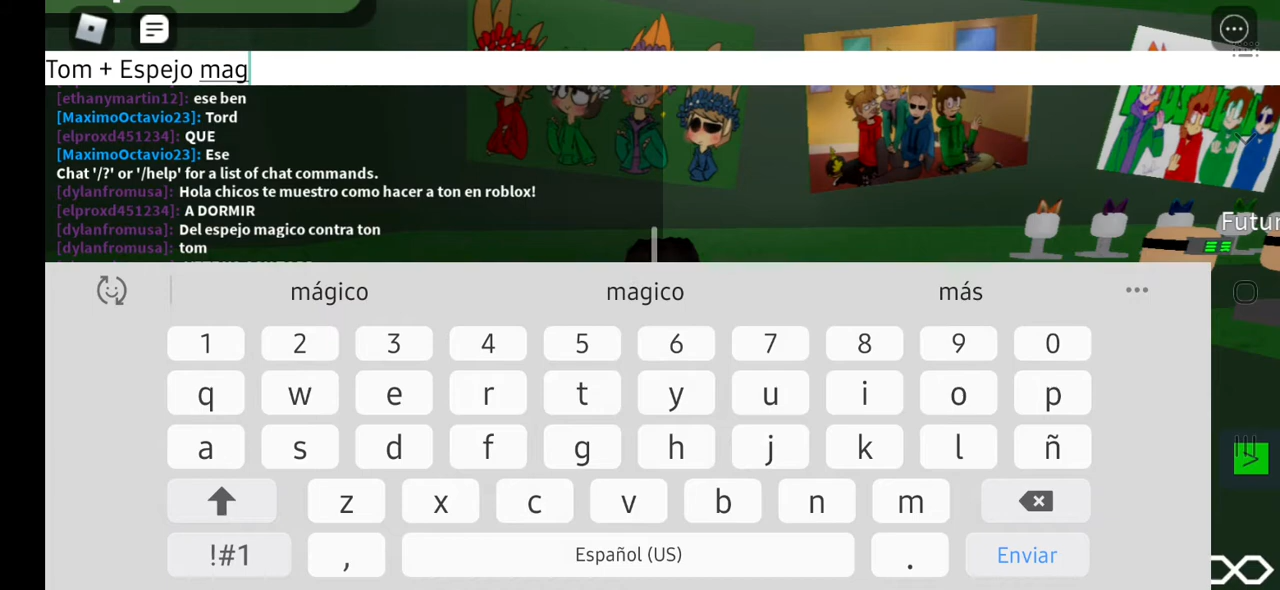 Tom + Espejo mag
[ethanymartin12]: ese ben
[MaximoOctavio23]: Tord
[elproxd451234]: QUE
[MaximoOctavio23]: Ese
Chat '/?' or '/help' for a list of chat commands.
[dylanfromusa]: Hola chicos te muestro como hacer a ton en roblox!
[elproxd451234]: A DORMIR
[dylanfromusa]: Del espejo magico contra ton
[dylanfromusa]: tom
Futur
mágico magico más
1 2 3 4 5 6 7 8 9 0
q w e r t y u i o p
a s d f g h j k l ñ
z x c v b n m
!#1 , Español (US) . Enviar